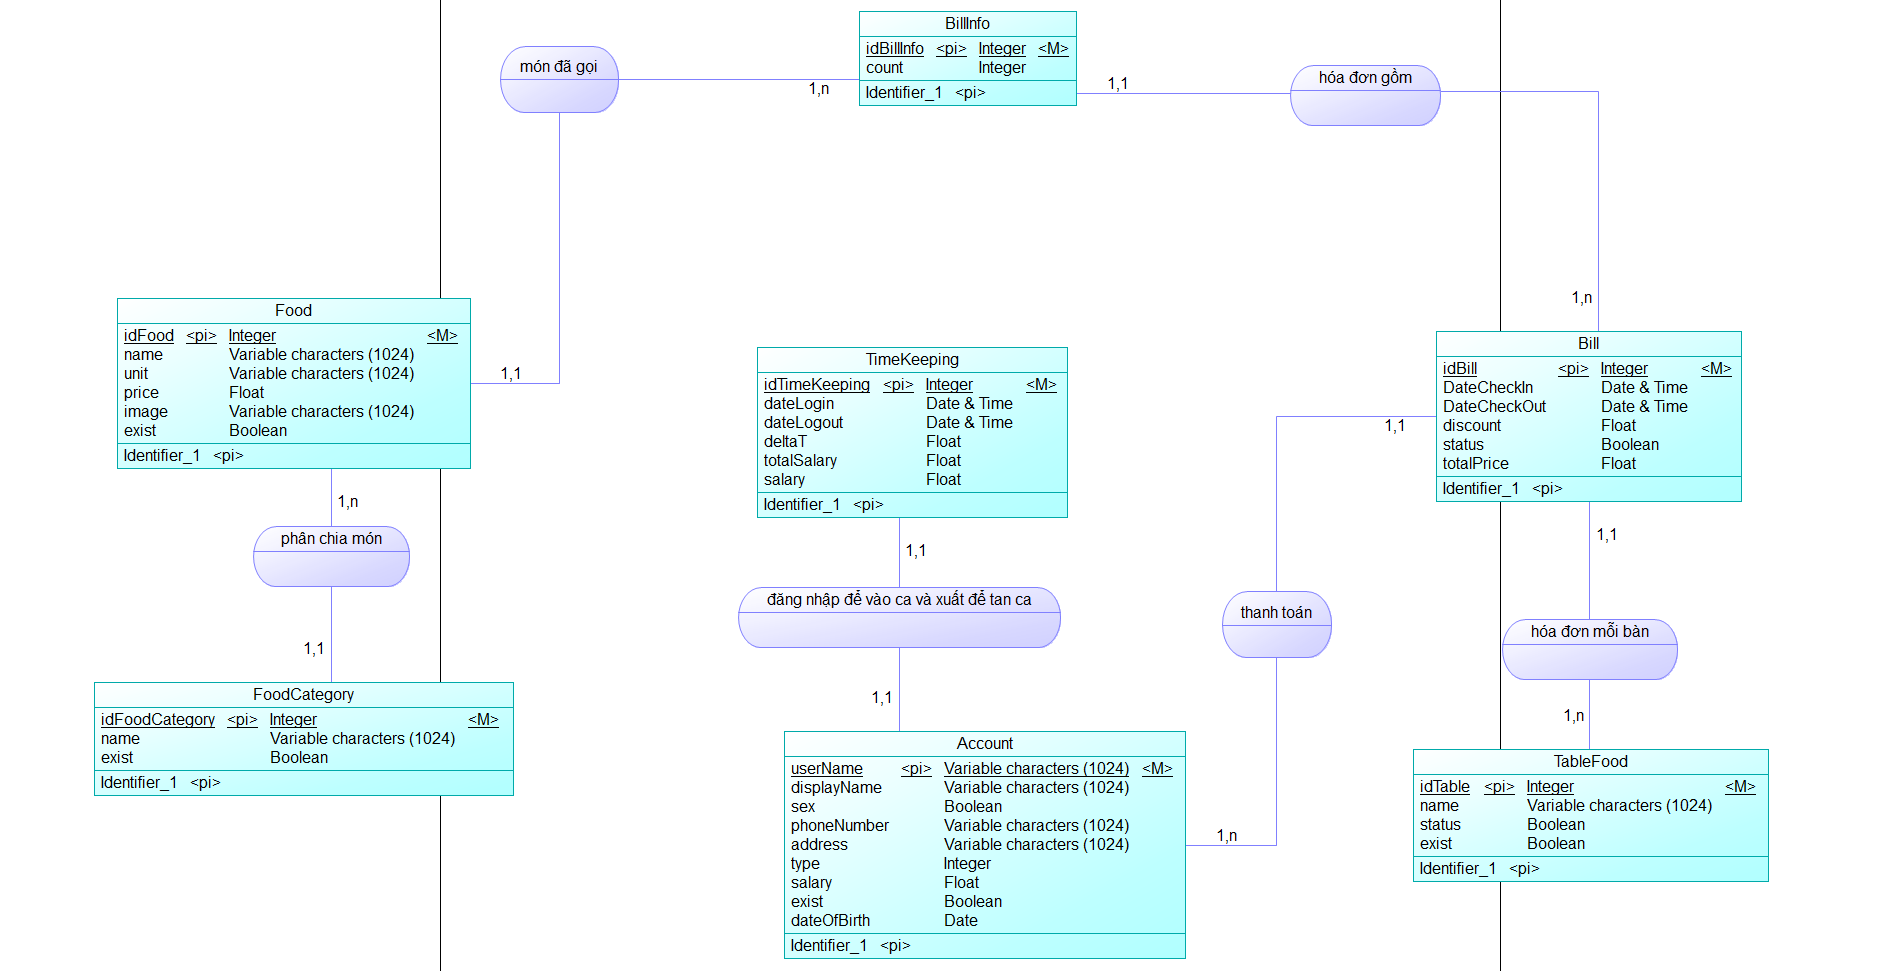 BillInfo
idBillInfo <pi> Integer <M>
count Integer
Identifier_1 <pi>
món đã gọi
1,n
1,1
hóa đơn gồm
1,n
Food
idFood <pi> Integer <M>
name Variable characters (1024)
unit Variable characters (1024)
price Float
image Variable characters (1024)
exist Boolean
Identifier_1 <pi>
1,1
TimeKeeping
idTimeKeeping <pi> Integer <M>
dateLogin Date & Time
dateLogout Date & Time
deltaT Float
totalSalary Float
salary Float
Identifier_1 <pi>
Bill
idBill <pi> Integer <M>
DateCheckIn Date & Time
DateCheckOut Date & Time
discount Float
status Boolean
totalPrice Float
Identifier_1 <pi>
1,1
1,n
phân chia món
1,1
1,1
đăng nhập để vào ca và xuất để tan ca
1,1
thanh toán
1,n
1,1
hóa đơn mỗi bàn
1,n
FoodCategory
idFoodCategory <pi> Integer <M>
name Variable characters (1024)
exist Boolean
Identifier_1 <pi>
Account
userName <pi> Variable characters (1024) <M>
displayName Variable characters (1024)
sex Boolean
phoneNumber Variable characters (1024)
address Variable characters (1024)
type Integer
salary Float
exist Boolean
dateOfBirth Date
Identifier_1 <pi>
TableFood
idTable <pi> Integer <M>
name Variable characters (1024)
status Boolean
exist Boolean
Identifier_1 <pi>